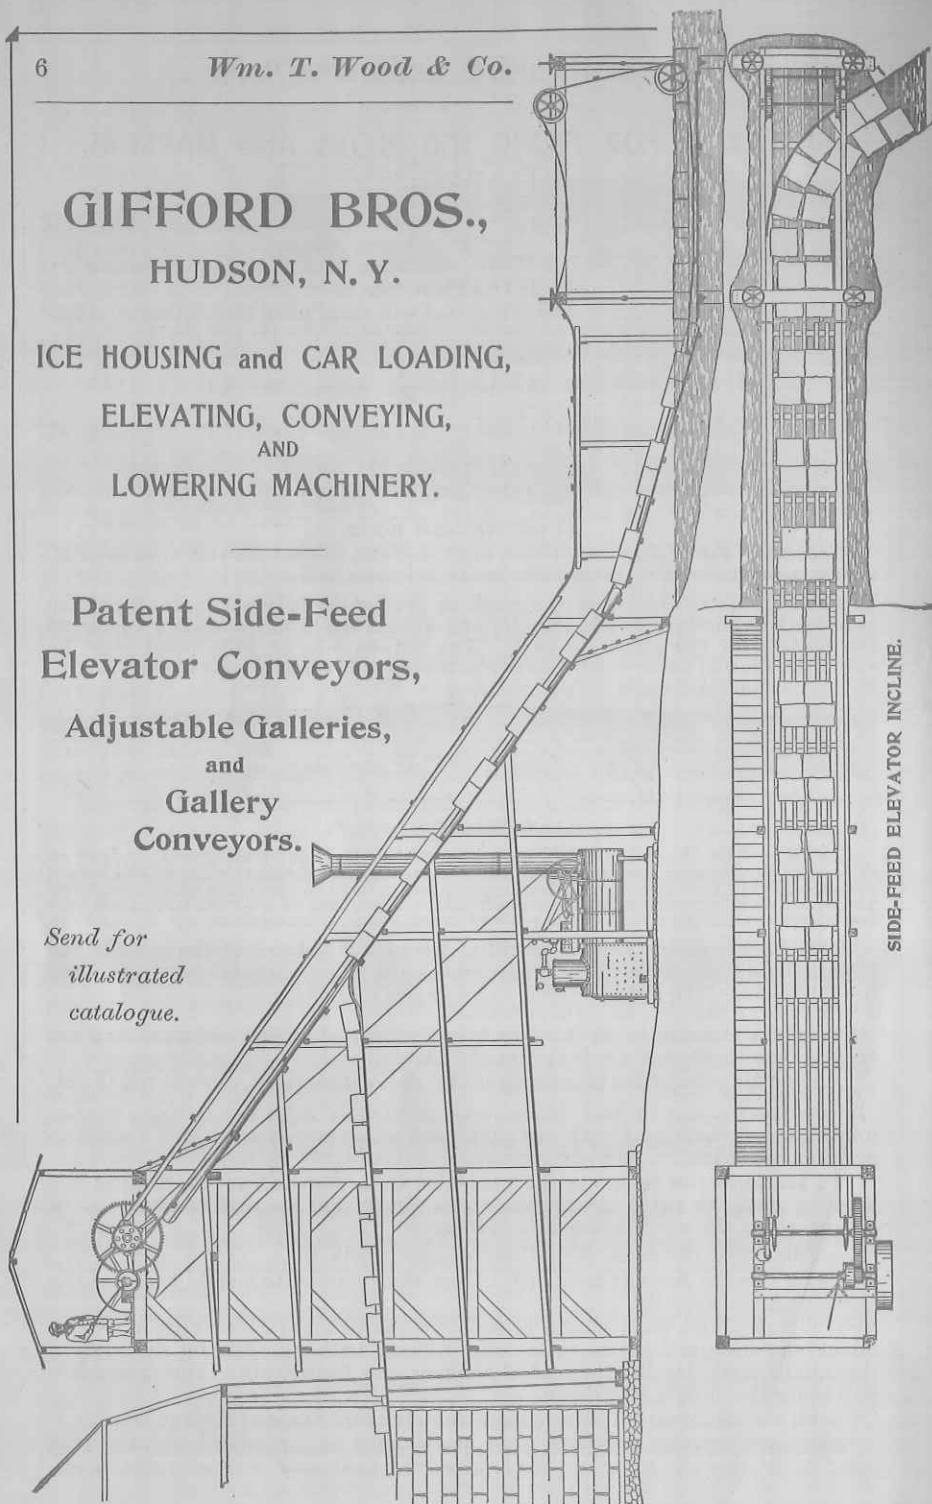 6
Wm. T. Wood & Co.
GIFFORD BROS.,
HUDSON, N. Y.
ICE HOUSING and CAR LOADING,
ELEVATING, CONVEYING,
AND
LOWERING MACHINERY.
Patent Side-Feed
Elevator Conveyors,
Adjustable Galleries,
and
Gallery
Conveyors.
Send for
illustrated
catalogue.
SIDE-FEED ELEVATOR INCLINE.